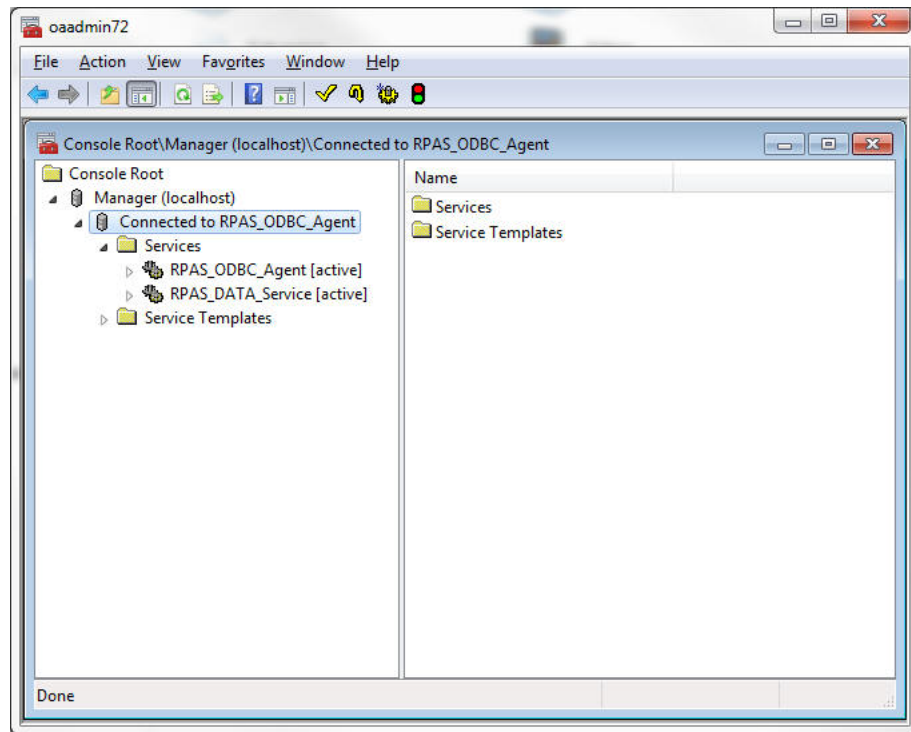 oaadmin72
File Action View Favorites Window Help
Console Root\Manager (localhost)\Connected to RPAS_ODBC_Agent
Console Root
Manager (localhost)
Connected to RPAS_ODBC_Agent
Services
RPAS_ODBC_Agent [active]
RPAS_DATA_Service [active]
Service Templates
Name
Services
Service Templates
Done